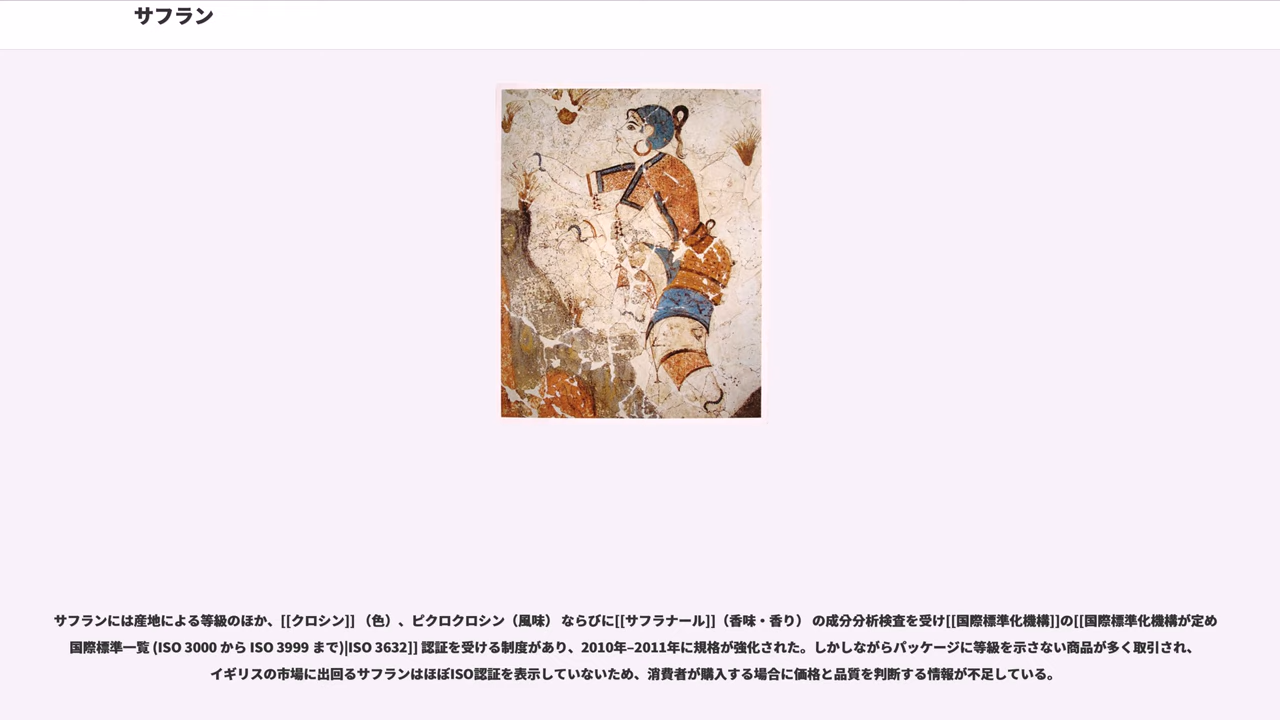 サフラン
サフランには産地による等級のほか、[[クロシン]] （色）、ピクロクロシン（風味） ならびに[[サフラナール]]（香味・香り） の成分分析検査を受け[[国際標準化機構]]の[[国際標準化機構が定め
国際標準一覧 (ISO 3000 から ISO 3999 まで)|ISO 3632]] 認証を受ける制度があり、2010年–2011年に規格が強化された。しかしながらパッケージに等級を示さない商品が多く取引され、
イギリスの市場に出回るサフランはほぼISO認証を表示していないため、消費者が購入する場合に価格と品質を判断する情報が不足している。